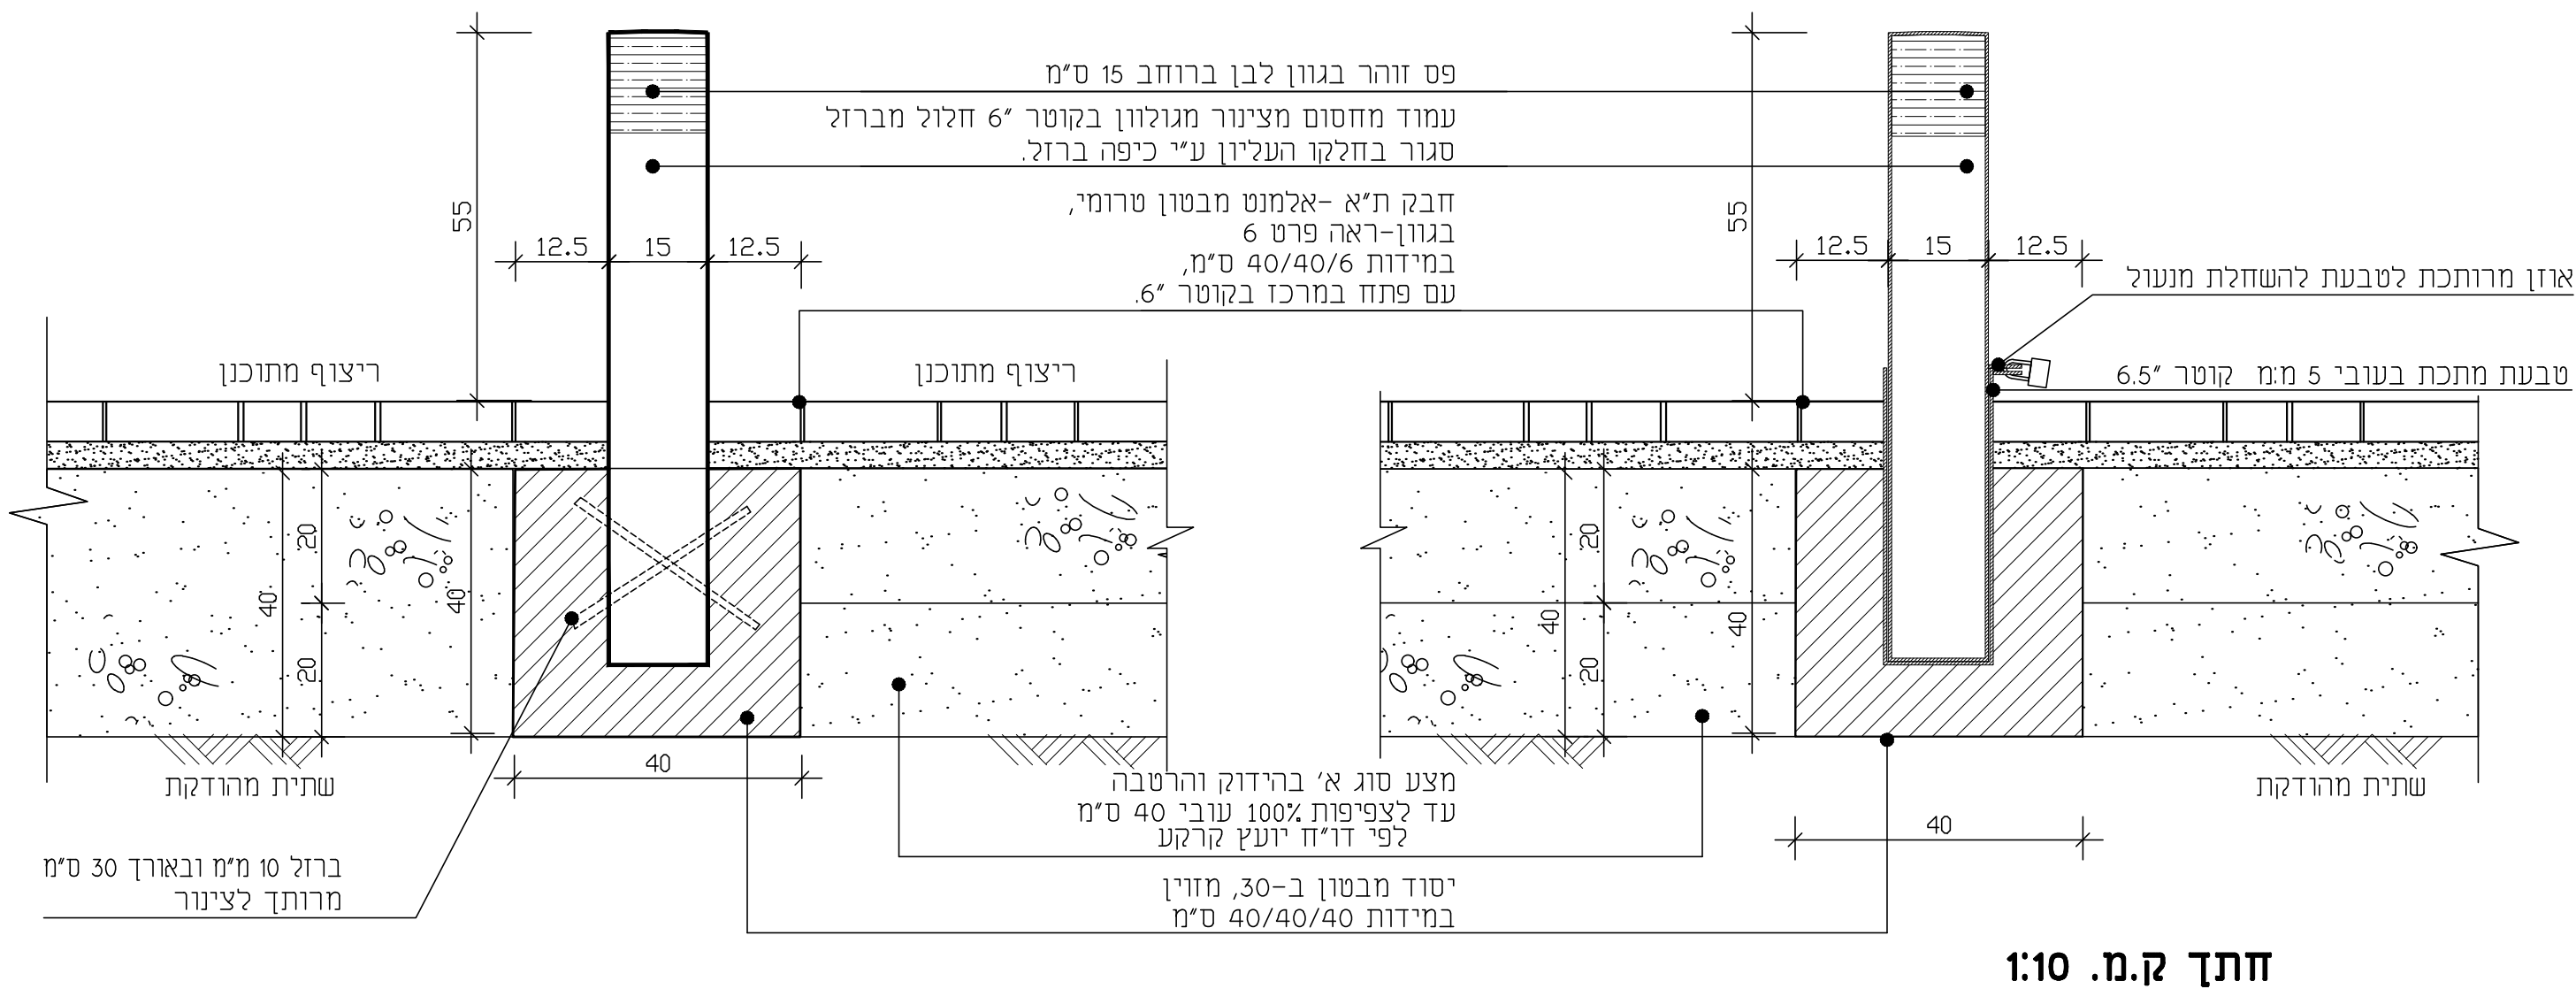 פס זוהר בגוון לבן ברוחב 15 ס"מ
עמוד מחסום מצינור מגולוון בקוטר 6" חלול מברזל
סגור בחלקו העליון ע"י כיפה ברזל.
חבק ת"א -אלמנט מבטון טרומי,
בגוון-ראה פרט 6
במידות 40/40/6 ס"מ,
עם פתח במרכז בקוטר 6".
55
12.5 15 12.5
55
12.5 15 12.5
אוזן מרותכת לטבעת להשחלת מנעול
טבעת מתכת בעובי 5 מ:מ קוטר 6.5"
ריצוף מתוכנן
ריצוף מתוכנן
20
40
40
20
20
40
40
20
40
40
שתית מהודקת
שתית מהודקת
מצע סוג א' בהידוק והרטבה
עד לצפיפות 100% עובי 40 ס"מ
לפי דו"ח יועץ קרקע
ברזל 10 מ"מ ובאורך 30 ס"מ
מרותך לצינור
יסוד מבטון ב-30, מזוין
במידות 40/40/40 ס"מ
חתך ק.מ. 1:10